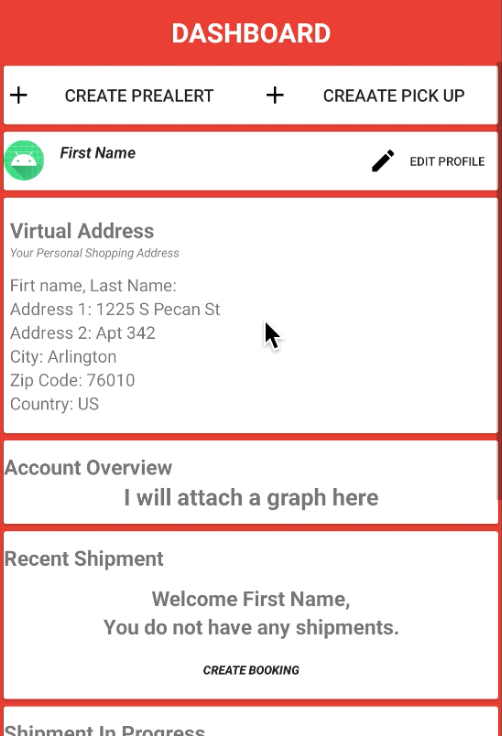 DASHBOARD
CREATE PREALERT
CREAATE PICK UP
First Name
EDIT PROFILE
Virtual Address
Your Personal Shopping Address
Firt name, Last Name:
Address 1: 1225 S Pecan St
Address 2: Apt 342
City: Arlington
Zip Code: 76010
Country: US
Account Overview
I will attach a graph here
Recent Shipment
Welcome First Name,
You do not have any shipments.
CREATE BOOKING
Shipment In Progress